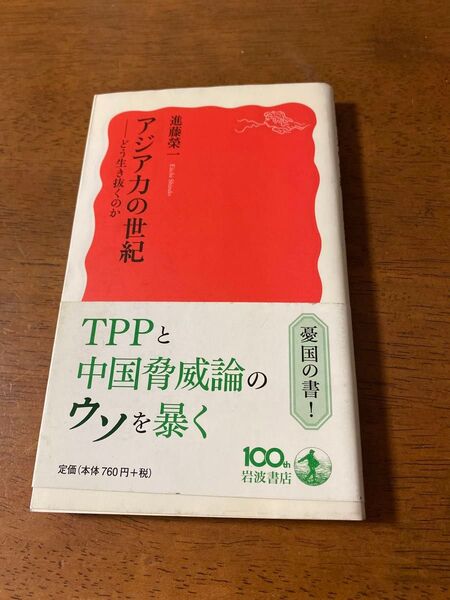 進藤榮一
Eiichi Shindo
アジア力の世紀
——どう生き抜くのか
TPPと
中国脅威論の
ウソを暴く
憂国の書！
定価(本体760円+税)
100th
岩波書店